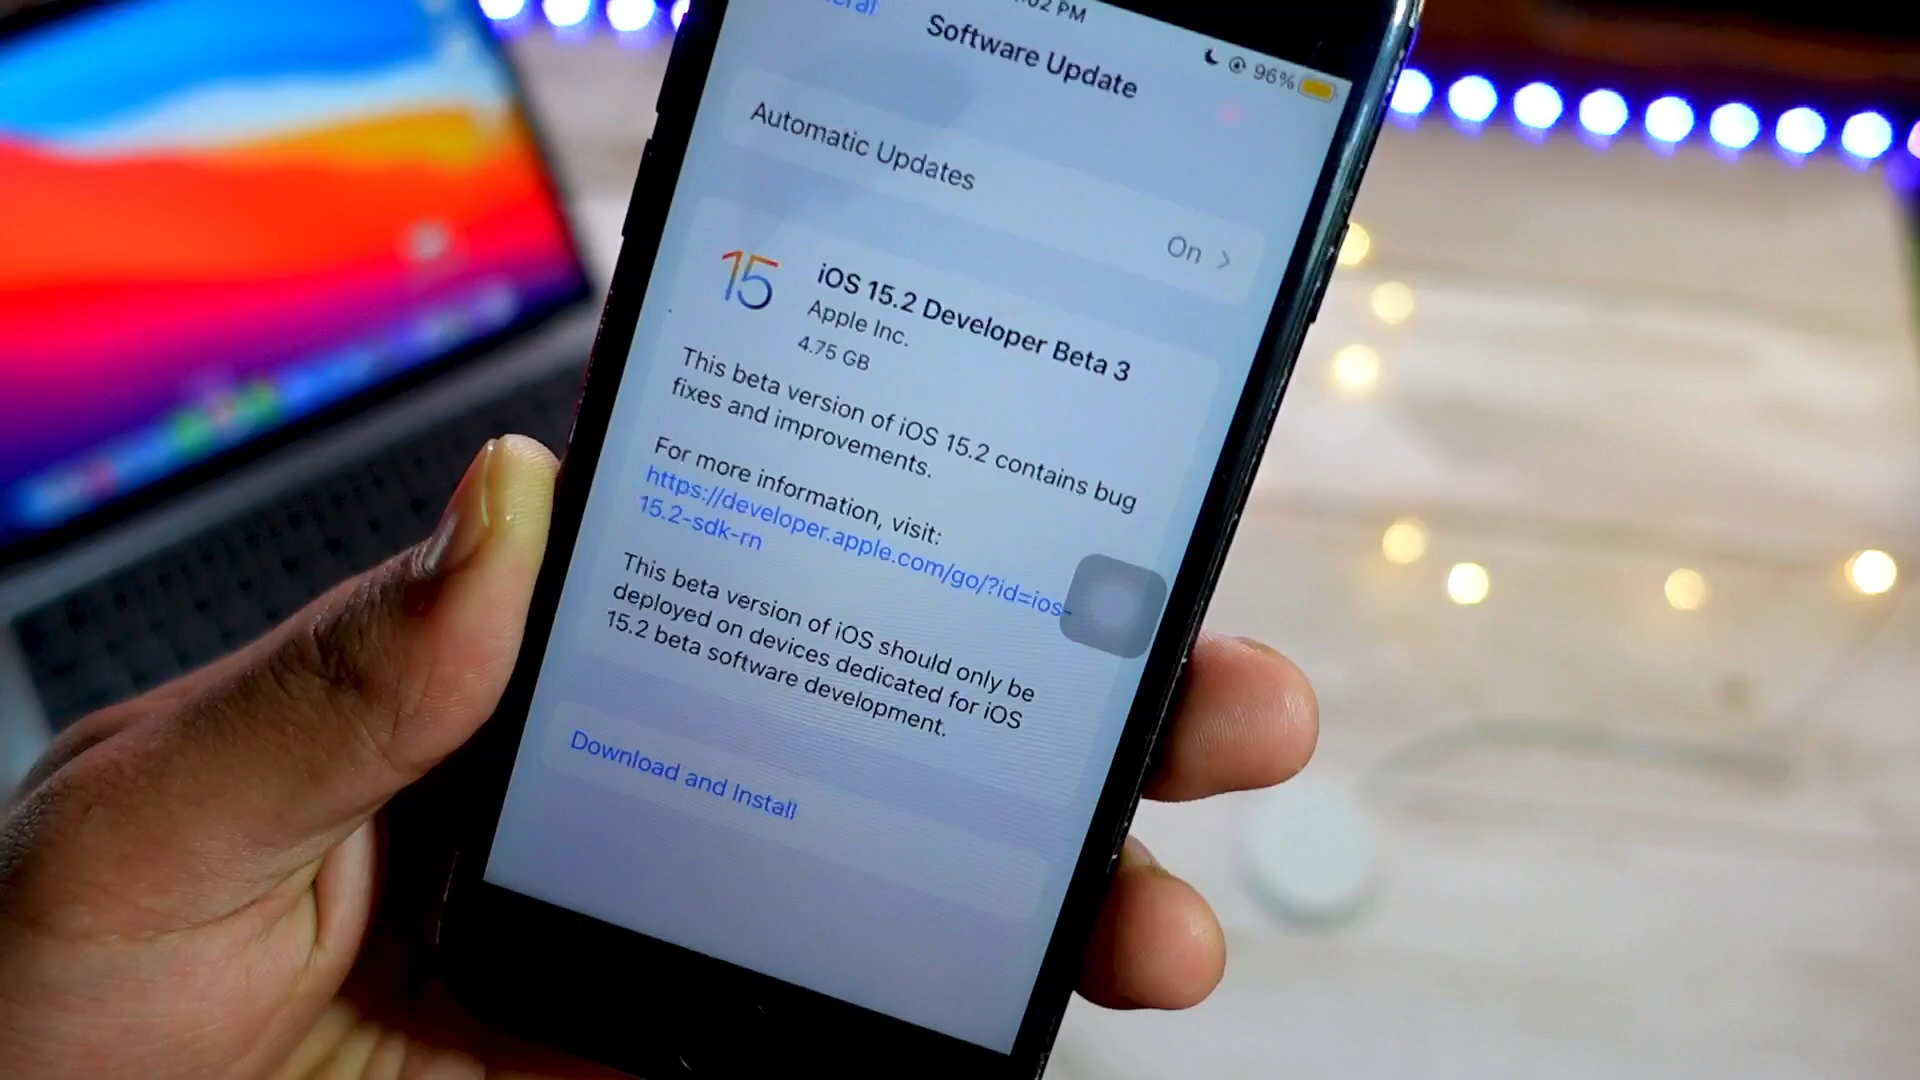 PM
96%
Software Update
Automatic Updates
On
15
iOS 15.2 Developer Beta 3
Apple Inc.
4.75 GB
This beta version of iOS 15.2 contains bug
fixes and improvements.
For more information, visit:
https://developer.apple.com/go/?id=ios-
15.2-sdk-rn
This beta version of iOS should only be
deployed on devices dedicated for iOS
15.2 beta software development.
Download and Install